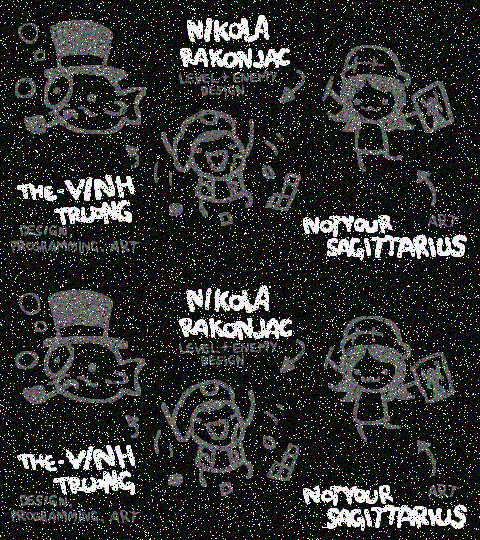 NIKOLA
RAKONJAC
LEVEL + ENEMY
DESIGN
THE-VINH
TRUONG
DESIGN,
PROGRAMMING, ART
NOTYOUR
SAGITTARIUS
ART
NIKOLA
RAKONJAC
LEVEL + ENEMY
DESIGN
THE-VINH
TRUONG
DESIGN,
PROGRAMMING, ART
NOTYOUR
SAGITTARIUS
ART